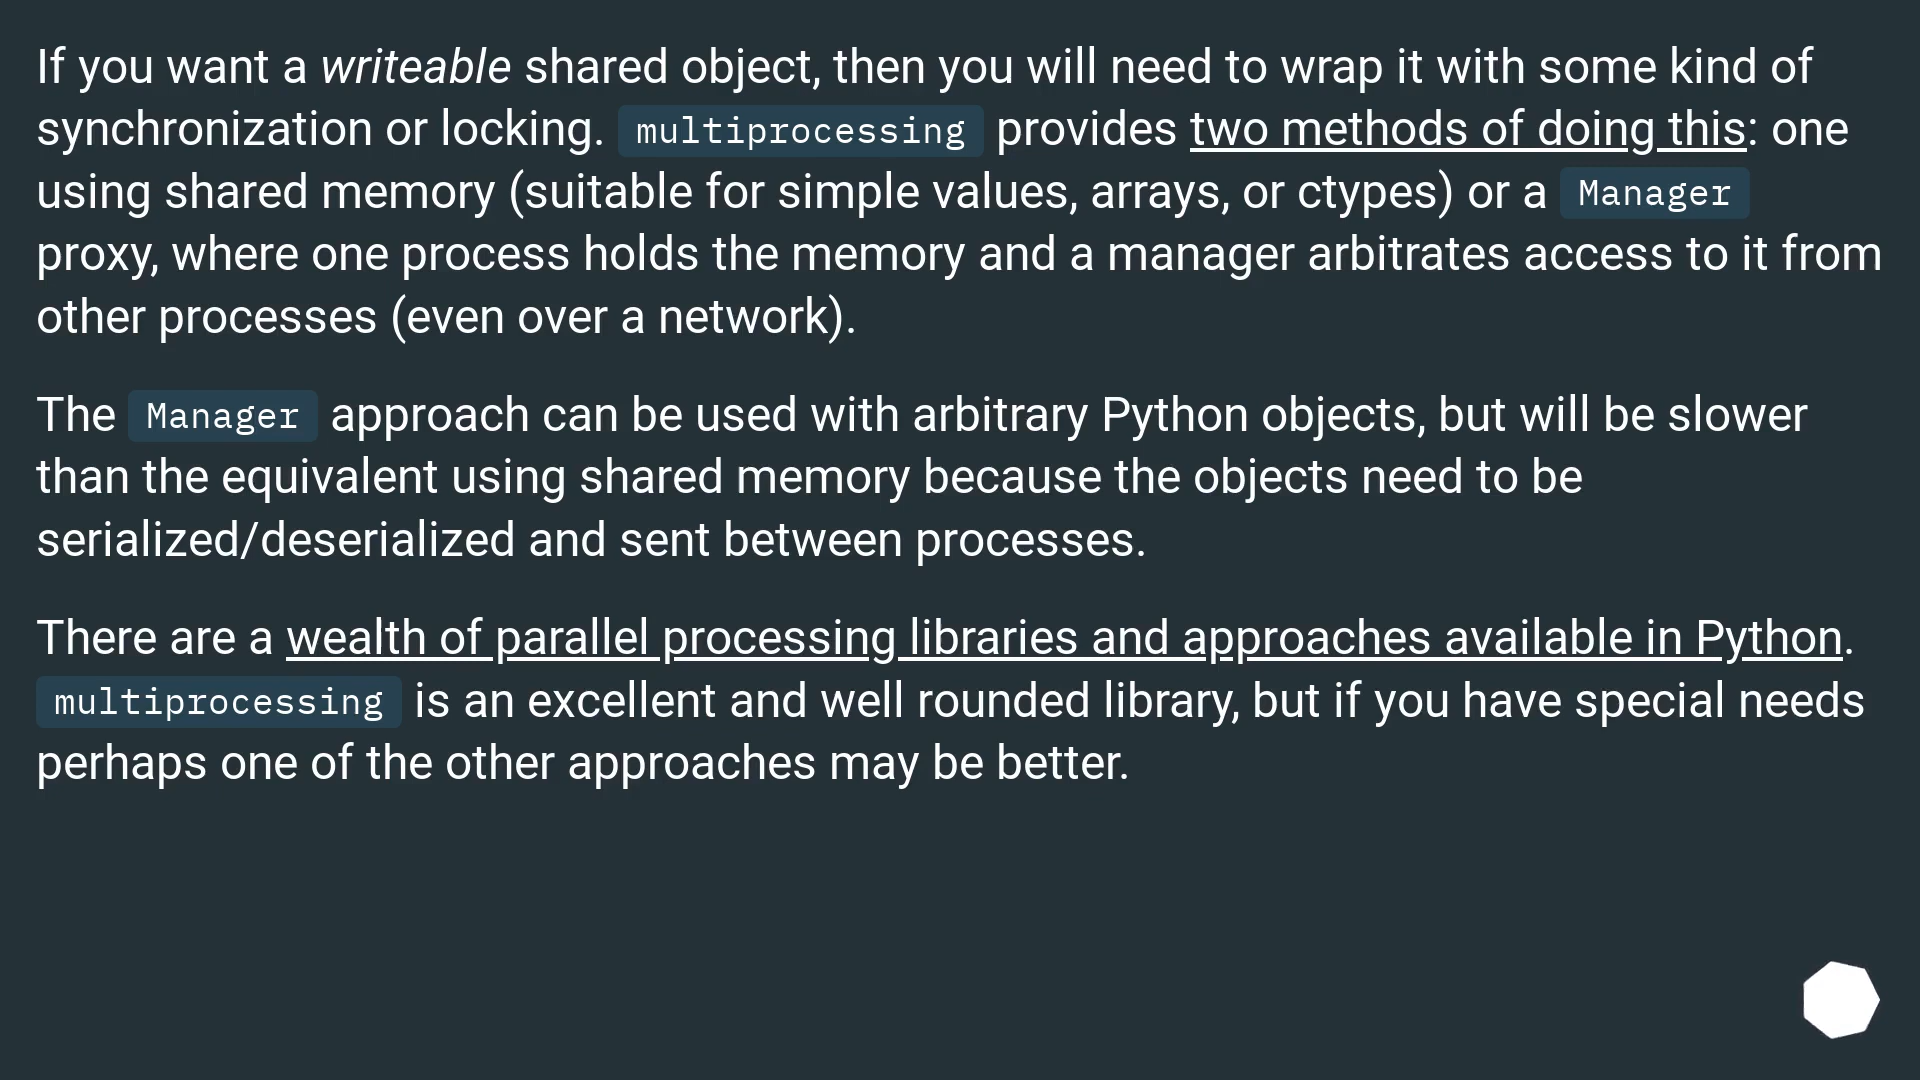 If you want a writeable shared object, then you will need to wrap it with some kind of
synchronization or locking. multiprocessing provides two methods of doing this: one
using shared memory (suitable for simple values, arrays, or ctypes) or a Manager
proxy, where one process holds the memory and a manager arbitrates access to it from
other processes (even over a network).
The Manager approach can be used with arbitrary Python objects, but will be slower
than the equivalent using shared memory because the objects need to be
serialized/deserialized and sent between processes.
There are a wealth of parallel processing libraries and approaches available in Python.
multiprocessing is an excellent and well rounded library, but if you have special needs
perhaps one of the other approaches may be better.